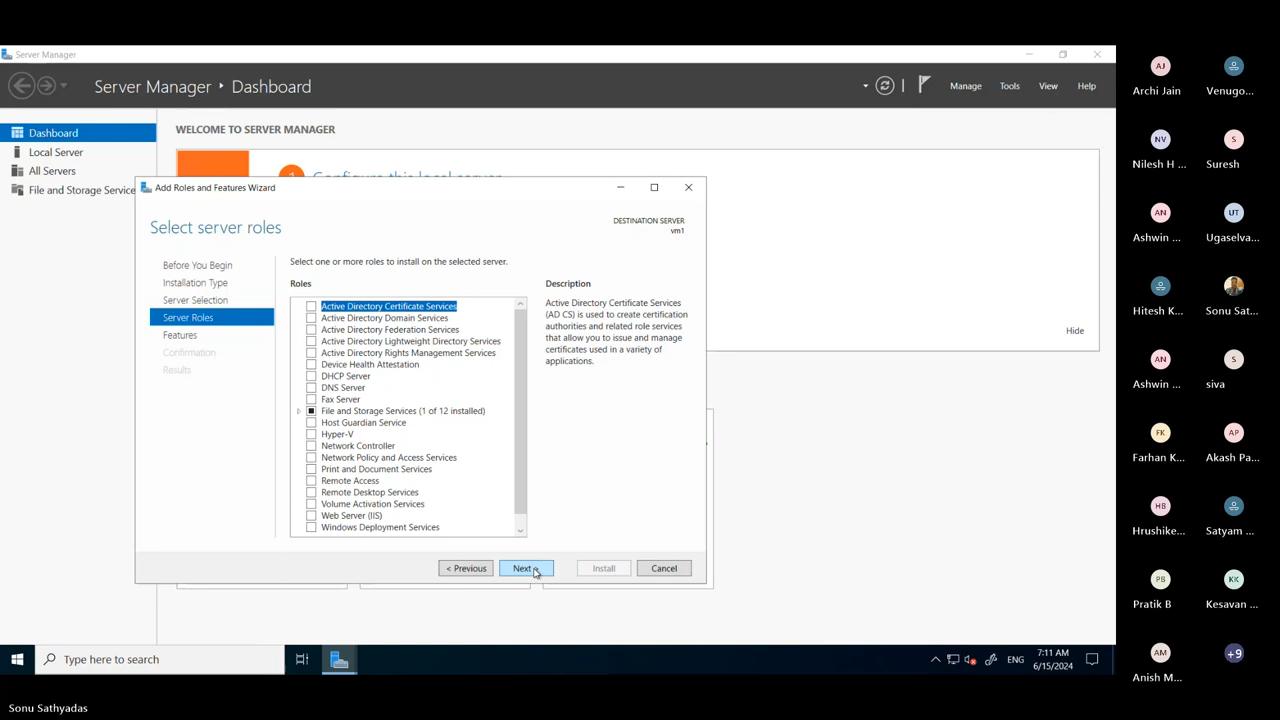 Server Manager
Server Manager
Dashboard
Manage
Tools
View
Help
Dashboard
Local Server
All Servers
File and Storage Service
WELCOME TO SERVER MANAGER
1
Configure this local server
Add Roles and Features Wizard
Select server roles
DESTINATION SERVER
vm1
Before You Begin
Installation Type
Server Selection
Server Roles
Features
Confirmation
Results
Select one or more roles to install on the selected server.
Roles
Active Directory Certificate Services
Active Directory Domain Services
Active Directory Federation Services
Active Directory Lightweight Directory Services
Active Directory Rights Management Services
Device Health Attestation
DHCP Server
DNS Server
Fax Server
File and Storage Services (1 of 12 installed)
Host Guardian Service
Hyper-V
Network Controller
Network Policy and Access Services
Print and Document Services
Remote Access
Remote Desktop Services
Volume Activation Services
Web Server (IIS)
Windows Deployment Services
Description
Active Directory Certificate Services
(AD CS) is used to create certification
authorities and related role services
that allow you to issue and manage
certificates used in a variety of
applications.
Hide
< Previous
Next >
Install
Cancel
Type here to search
ENG
7:11 AM
6/15/2024
AJ
Archi Jain
Venugo...
NV
Nilesh H ...
S
Suresh
AN
Ashwin ...
UT
Ugaselva...
Hitesh K...
Sonu Sat...
AN
Ashwin ...
S
siva
FK
Farhan K...
AP
Akash Pa...
HB
Hrushike...
Satyam ...
PB
Pratik B
KK
Kesavan ...
AM
Anish M...
+9
Sonu Sathyadas